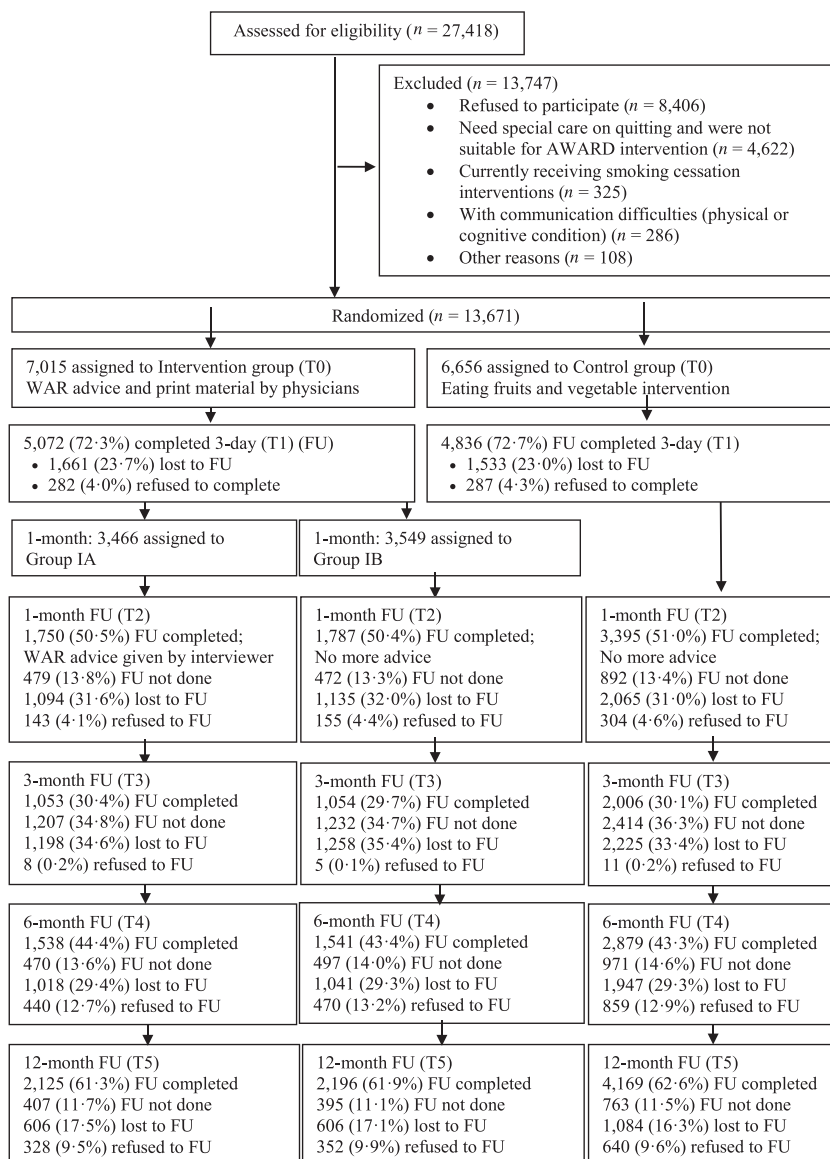 Assessed for eligibility (n = 27,418)
Excluded (n = 13,747)
• Refused to participate (n = 8,406)
• Need special care on quitting and were not
suitable for AWARD intervention (n = 4,622)
• Currently receiving smoking cessation
interventions (n = 325)
• With communication difficulties (physical or
cognitive condition) (n = 286)
• Other reasons (n = 108)
Randomized (n = 13,671)
7,015 assigned to Intervention group (T0)
WAR advice and print material by physicians
6,656 assigned to Control group (T0)
Eating fruits and vegetable intervention
5,072 (72·3%) completed 3-day (T1) (FU)
• 1,661 (23·7%) lost to FU
• 282 (4·0%) refused to complete
4,836 (72·7%) FU completed 3-day (T1)
• 1,533 (23·0%) lost to FU
• 287 (4·3%) refused to complete
1-month: 3,466 assigned to
Group IA
1-month: 3,549 assigned to
Group IB
1-month FU (T2)
1,750 (50·5%) FU completed;
WAR advice given by interviewer
479 (13·8%) FU not done
1,094 (31·6%) lost to FU
143 (4·1%) refused to FU
1-month FU (T2)
1,787 (50·4%) FU completed;
No more advice
472 (13·3%) FU not done
1,135 (32·0%) lost to FU
155 (4·4%) refused to FU
1-month FU (T2)
3,395 (51·0%) FU completed;
No more advice
892 (13·4%) FU not done
2,065 (31·0%) lost to FU
304 (4·6%) refused to FU
3-month FU (T3)
1,053 (30·4%) FU completed
1,207 (34·8%) FU not done
1,198 (34·6%) lost to FU
8 (0·2%) refused to FU
3-month FU (T3)
1,054 (29·7%) FU completed
1,232 (34·7%) FU not done
1,258 (35·4%) lost to FU
5 (0·1%) refused to FU
3-month FU (T3)
2,006 (30·1%) FU completed
2,414 (36·3%) FU not done
2,225 (33·4%) lost to FU
11 (0·2%) refused to FU
6-month FU (T4)
1,538 (44·4%) FU completed
470 (13·6%) FU not done
1,018 (29·4%) lost to FU
440 (12·7%) refused to FU
6-month FU (T4)
1,541 (43·4%) FU completed
497 (14·0%) FU not done
1,041 (29·3%) lost to FU
470 (13·2%) refused to FU
6-month FU (T4)
2,879 (43·3%) FU completed
971 (14·6%) FU not done
1,947 (29·3%) lost to FU
859 (12·9%) refused to FU
12-month FU (T5)
2,125 (61·3%) FU completed
407 (11·7%) FU not done
606 (17·5%) lost to FU
328 (9·5%) refused to FU
12-month FU (T5)
2,196 (61·9%) FU completed
395 (11·1%) FU not done
606 (17·1%) lost to FU
352 (9·9%) refused to FU
12-month FU (T5)
4,169 (62·6%) FU completed
763 (11·5%) FU not done
1,084 (16·3%) lost to FU
640 (9·6%) refused to FU